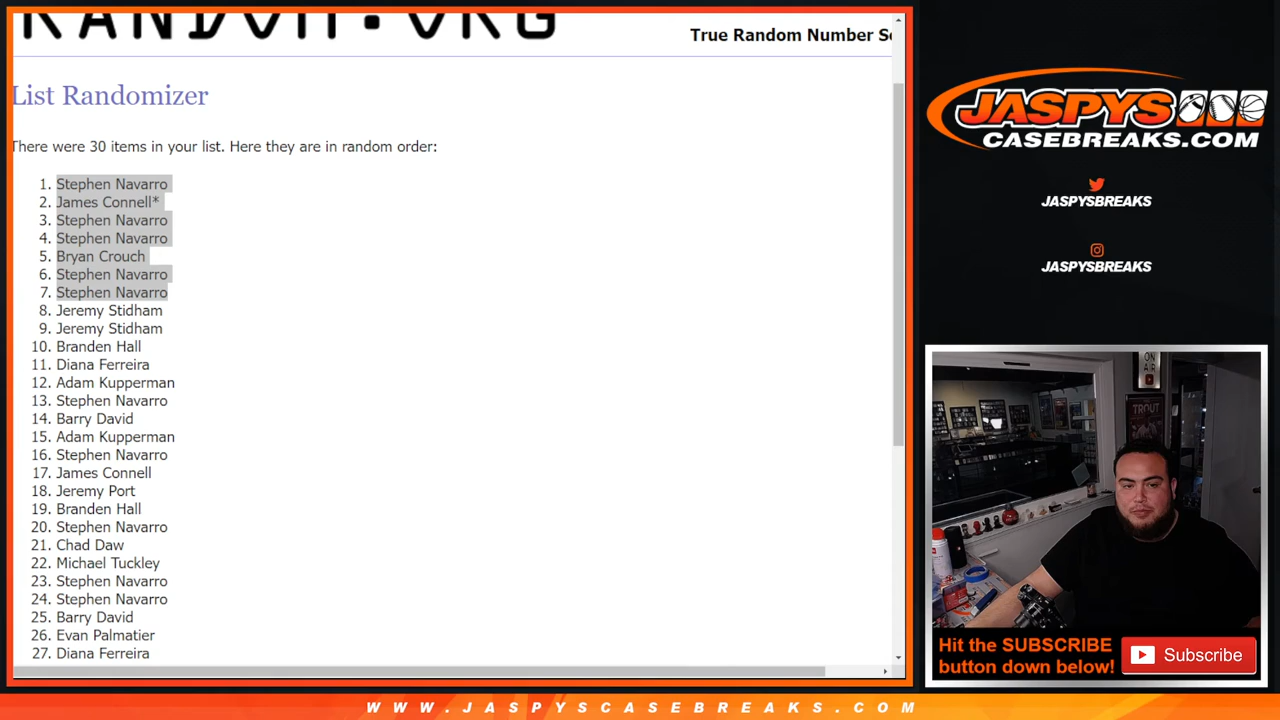 RANDOM.ORG
True Random Number Se
List Randomizer
There were 30 items in your list. Here they are in random order:
1. Stephen Navarro
2. James Connell*
3. Stephen Navarro
4. Stephen Navarro
5. Bryan Crouch
6. Stephen Navarro
7. Stephen Navarro
8. Jeremy Stidham
9. Jeremy Stidham
10. Branden Hall
11. Diana Ferreira
12. Adam Kupperman
13. Stephen Navarro
14. Barry David
15. Adam Kupperman
16. Stephen Navarro
17. James Connell
18. Jeremy Port
19. Branden Hall
20. Stephen Navarro
21. Chad Daw
22. Michael Tuckley
23. Stephen Navarro
24. Stephen Navarro
25. Barry David
26. Evan Palmatier
27. Diana Ferreira
JASPYS
CASEBREAKS.COM
JASPYSBREAKS
JASPYSBREAKS
ON
AIR
TROUT
Hit the SUBSCRIBE
button down below!
Subscribe
WWW.JASPYSCASEBREAKS.COM